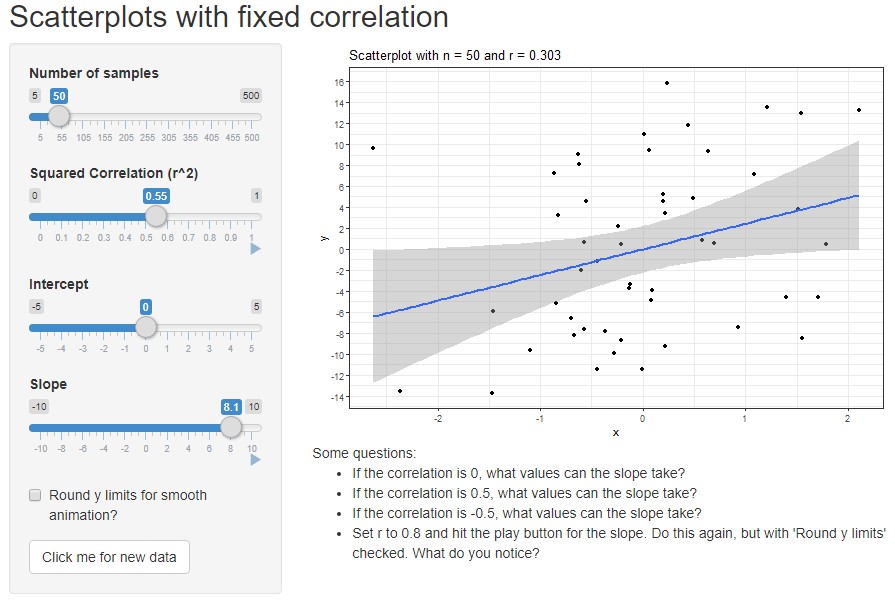 Scatterplots with fixed correlation
Number of samples
5 50 500
5 55 105 155 205 255 305 355 405 455 500
Squared Correlation (r^2)
0 0.55 1
0 0.1 0.2 0.3 0.4 0.5 0.6 0.7 0.8 0.9 1
Intercept
-5 0 5
-5 -4 -3 -2 -1 0 1 2 3 4 5
Slope
-10 8.1 10
-10 -8 -6 -4 -2 0 2 4 6 8 10
Round y limits for smooth
animation?
Click me for new data
Scatterplot with n = 50 and r = 0.303
16
14
12
10
8
6
4
2
0
-2
-4
-6
-8
-10
-12
-14
y
-2 -1 0 1 2
x
Some questions:
• If the correlation is 0, what values can the slope take?
• If the correlation is 0.5, what values can the slope take?
• If the correlation is -0.5, what values can the slope take?
• Set r to 0.8 and hit the play button for the slope. Do this again, but with 'Round y limits'
checked. What do you notice?